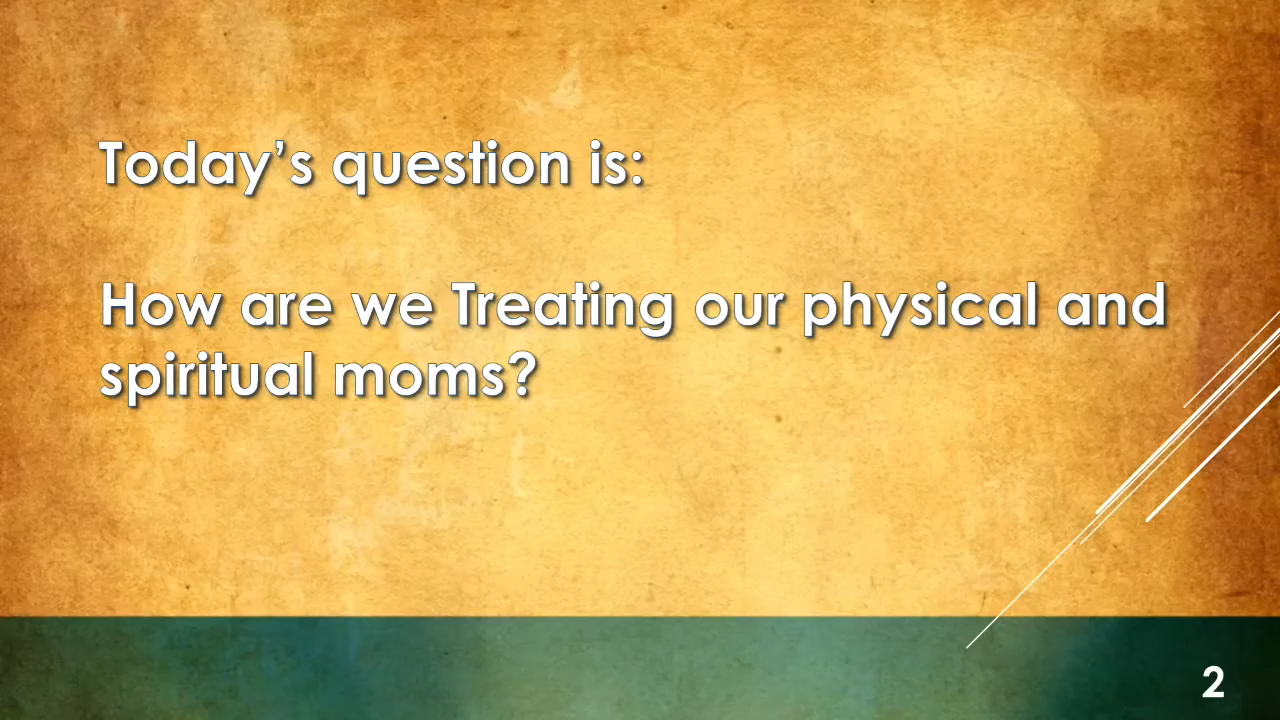 Today’s question is:
How are we Treating our physical and
spiritual moms?
2